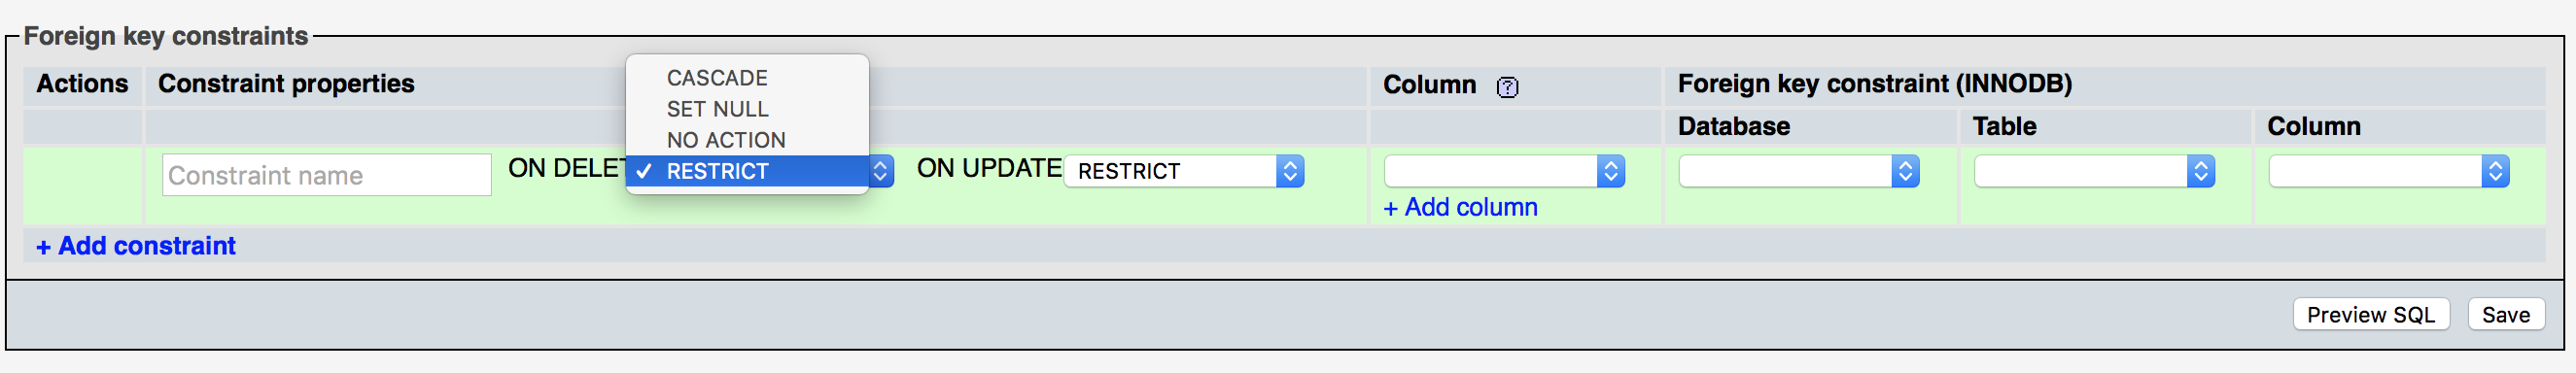 Foreign key constraints
Actions
Constraint properties
Column
Foreign key constraint (INNODB)
Database
Table
Column
Constraint name
ON DELET
CASCADE
SET NULL
NO ACTION
✓ RESTRICT
ON UPDATE
RESTRICT
+ Add column
+ Add constraint
Preview SQL
Save